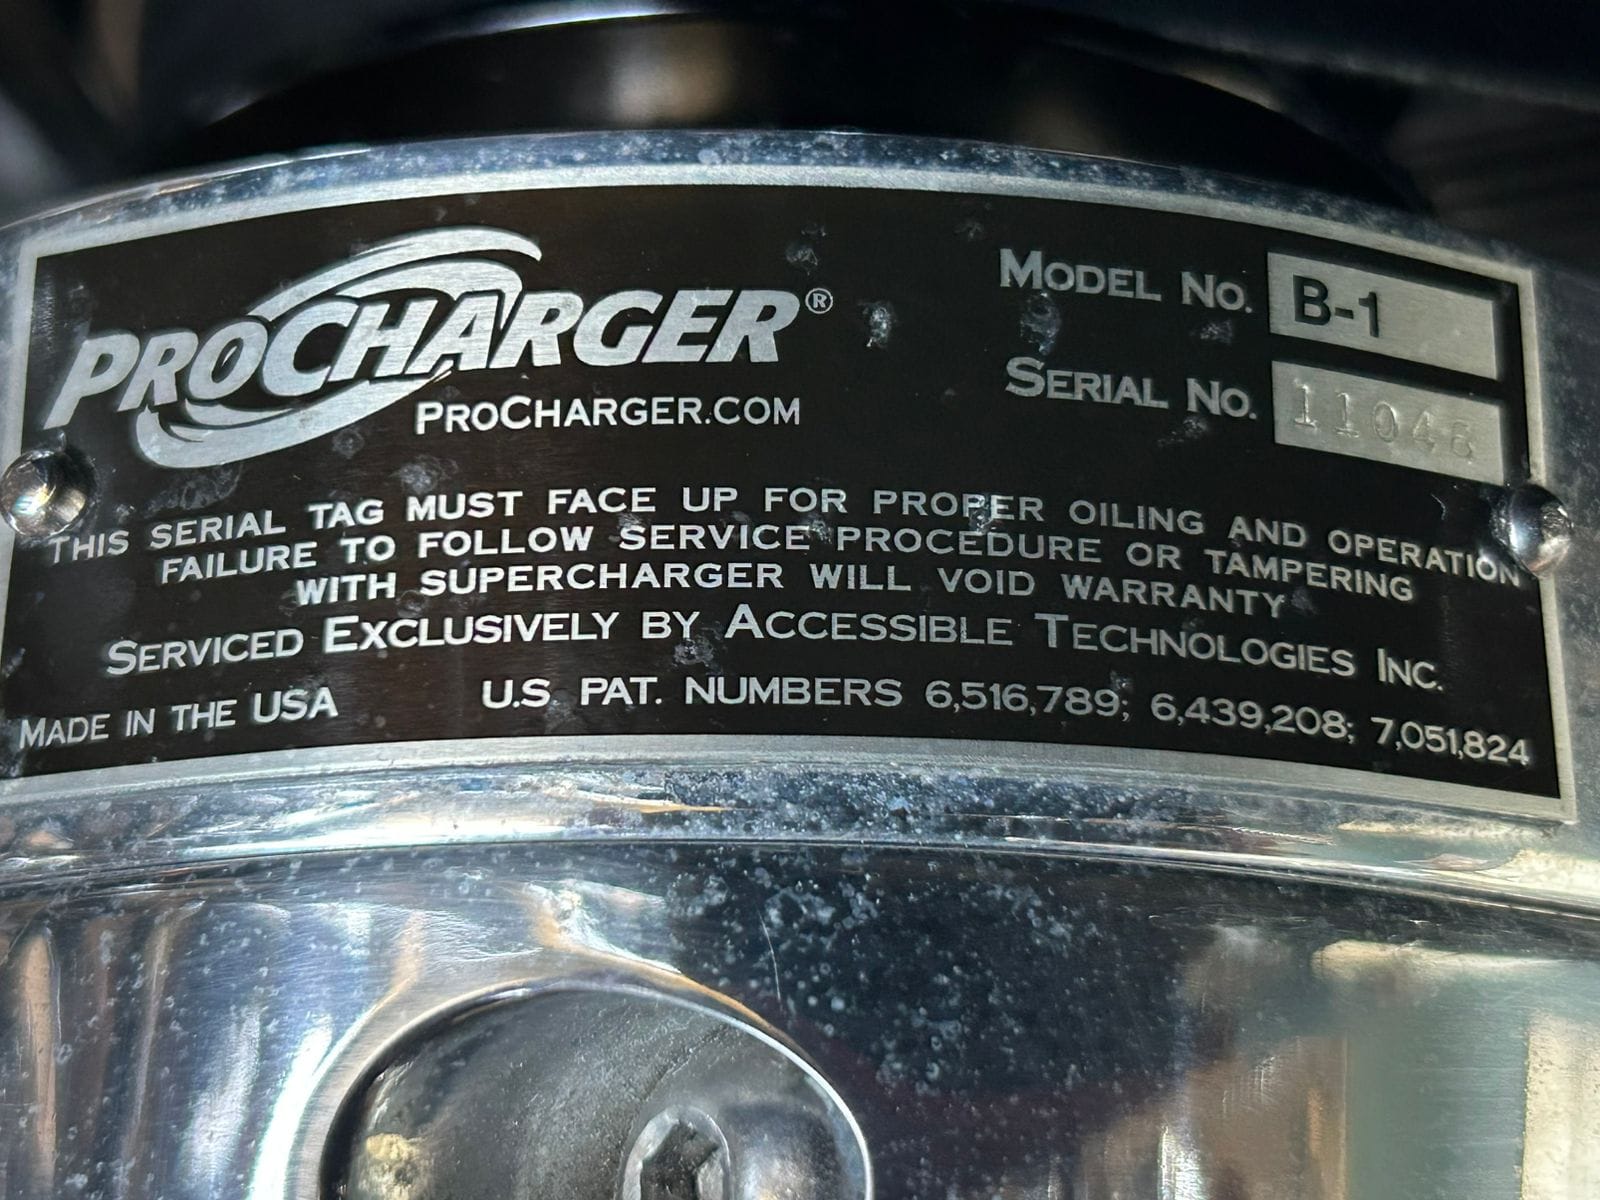 PROCHARGER®
PROCHARGER.COM
MODEL NO. B-1
SERIAL NO.
THIS SERIAL TAG MUST FACE UP FOR PROPER OILING AND OPERATION
FAILURE TO FOLLOW SERVICE PROCEDURE OR TAMPERING
WITH SUPERCHARGER WILL VOID WARRANTY
SERVICED EXCLUSIVELY BY ACCESSIBLE TECHNOLOGIES INC.
MADE IN THE USA U.S. PAT. NUMBERS 6,516,789; 6,439,208; 7,051,824